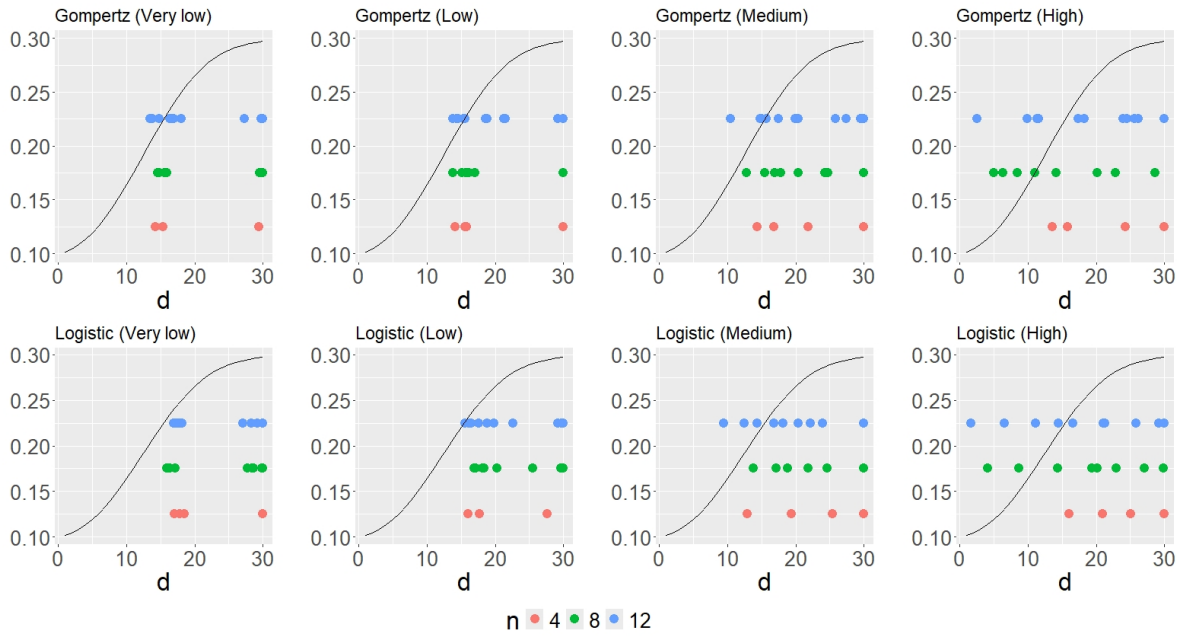 Gompertz (Very low) Gompertz (Low) Gompertz (Medium) Gompertz (High)
0.30 0.30 0.30 0.30
0.25 0.25 0.25 0.25
0.20 0.20 0.20 0.20
0.15 0.15 0.15 0.15
0.10 0.10 0.10 0.10
0 10 20 30 0 10 20 30 0 10 20 30 0 10 20 30
d d d d
Logistic (Very low) Logistic (Low) Logistic (Medium) Logistic (High)
0.30 0.30 0.30 0.30
0.25 0.25 0.25 0.25
0.20 0.20 0.20 0.20
0.15 0.15 0.15 0.15
0.10 0.10 0.10 0.10
0 10 20 30 0 10 20 30 0 10 20 30 0 10 20 30
d d d d
n 4 8 12